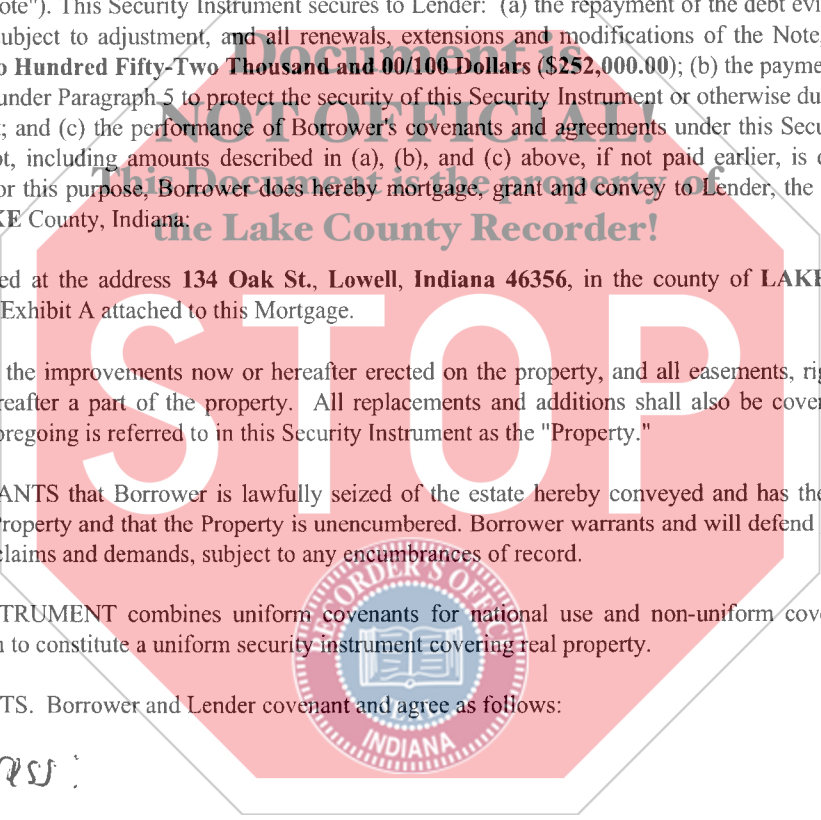 ote"). This Security Instrument secures to Lender: (a) the repayment of the debt evi
ubject to adjustment, and all renewals, extensions and modifications of the Note,
o Hundred Fifty-Two Thousand and 00/100 Dollars ($252,000.00); (b) the payme
under Paragraph 5 to protect the security of this Security Instrument or otherwise du
t; and (c) the performance of Borrower's covenants and agreements under this Secu
ot, including amounts described in (a), (b), and (c) above, if not paid earlier, is
or this purpose, Borrower does hereby mortgage, grant and convey to Lender, the
KE County, Indiana:
Document is
NOT OFFICIAL!
This Document is the property of
the Lake County Recorder!
ed at the address 134 Oak St., Lowell, Indiana 46356, in the county of LAKE
Exhibit A attached to this Mortgage.
STOP
the improvements now or hereafter erected on the property, and all easements, rig
reafter a part of the property. All replacements and additions shall also be cover
oregoing is referred to in this Security Instrument as the "Property."
ANTS that Borrower is lawfully seized of the estate hereby conveyed and has the
Property and that the Property is unencumbered. Borrower warrants and will defend
claims and demands, subject to any encumbrances of record.
TRUMENT combines uniform covenants for national use and non-uniform cove
n to constitute a uniform security instrument covering real property.
TS. Borrower and Lender covenant and agree as follows:
RECORDER'S OFFICE
SEAL
INDIANA